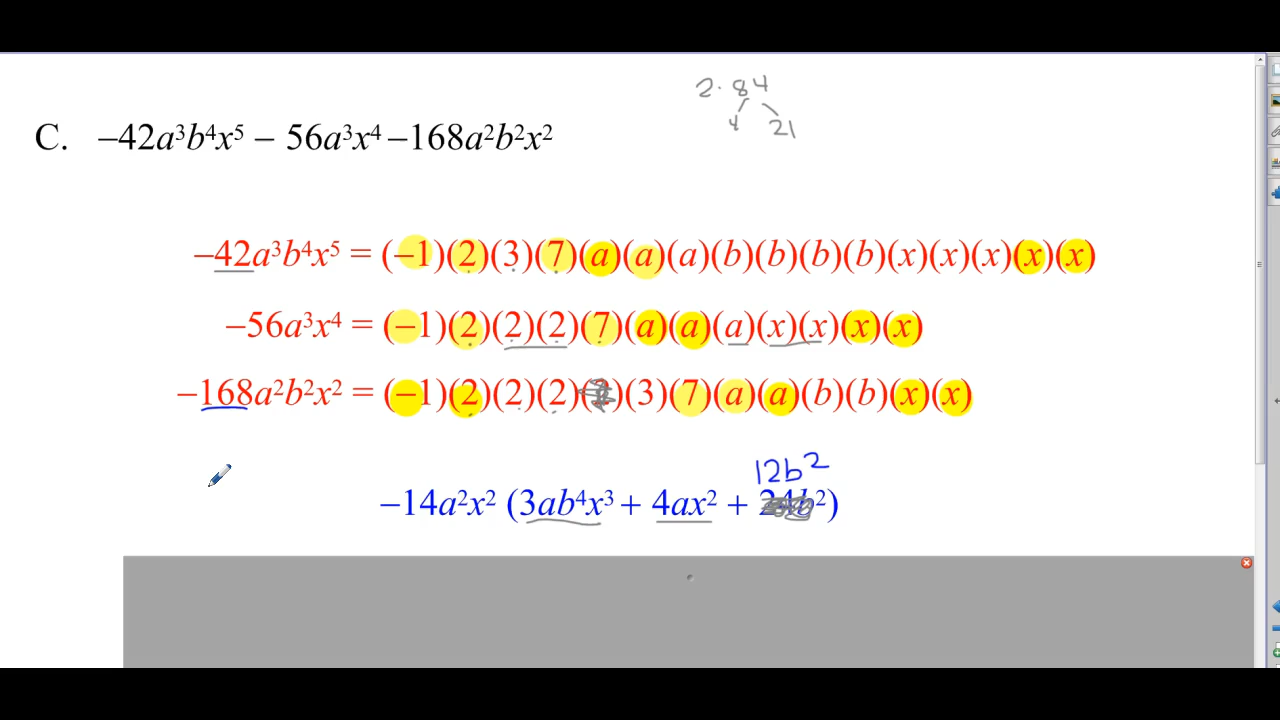 2·84
4 21
C. –42a³b⁴x⁵ – 56a³x⁴ –168a²b²x²
–42a³b⁴x⁵ = (–1)(2)(3)(7)(a)(a)(a)(b)(b)(b)(b)(x)(x)(x)(x)(x)
–56a³x⁴ = (–1)(2)(2)(2)(7)(a)(a)(a)(x)(x)(x)(x)
–168a²b²x² = (–1)(2)(2)(2)( )(3)(7)(a)(a)(b)(b)(x)(x)
12b²
–14a²x² (3ab⁴x³ + 4ax² + 24b²)